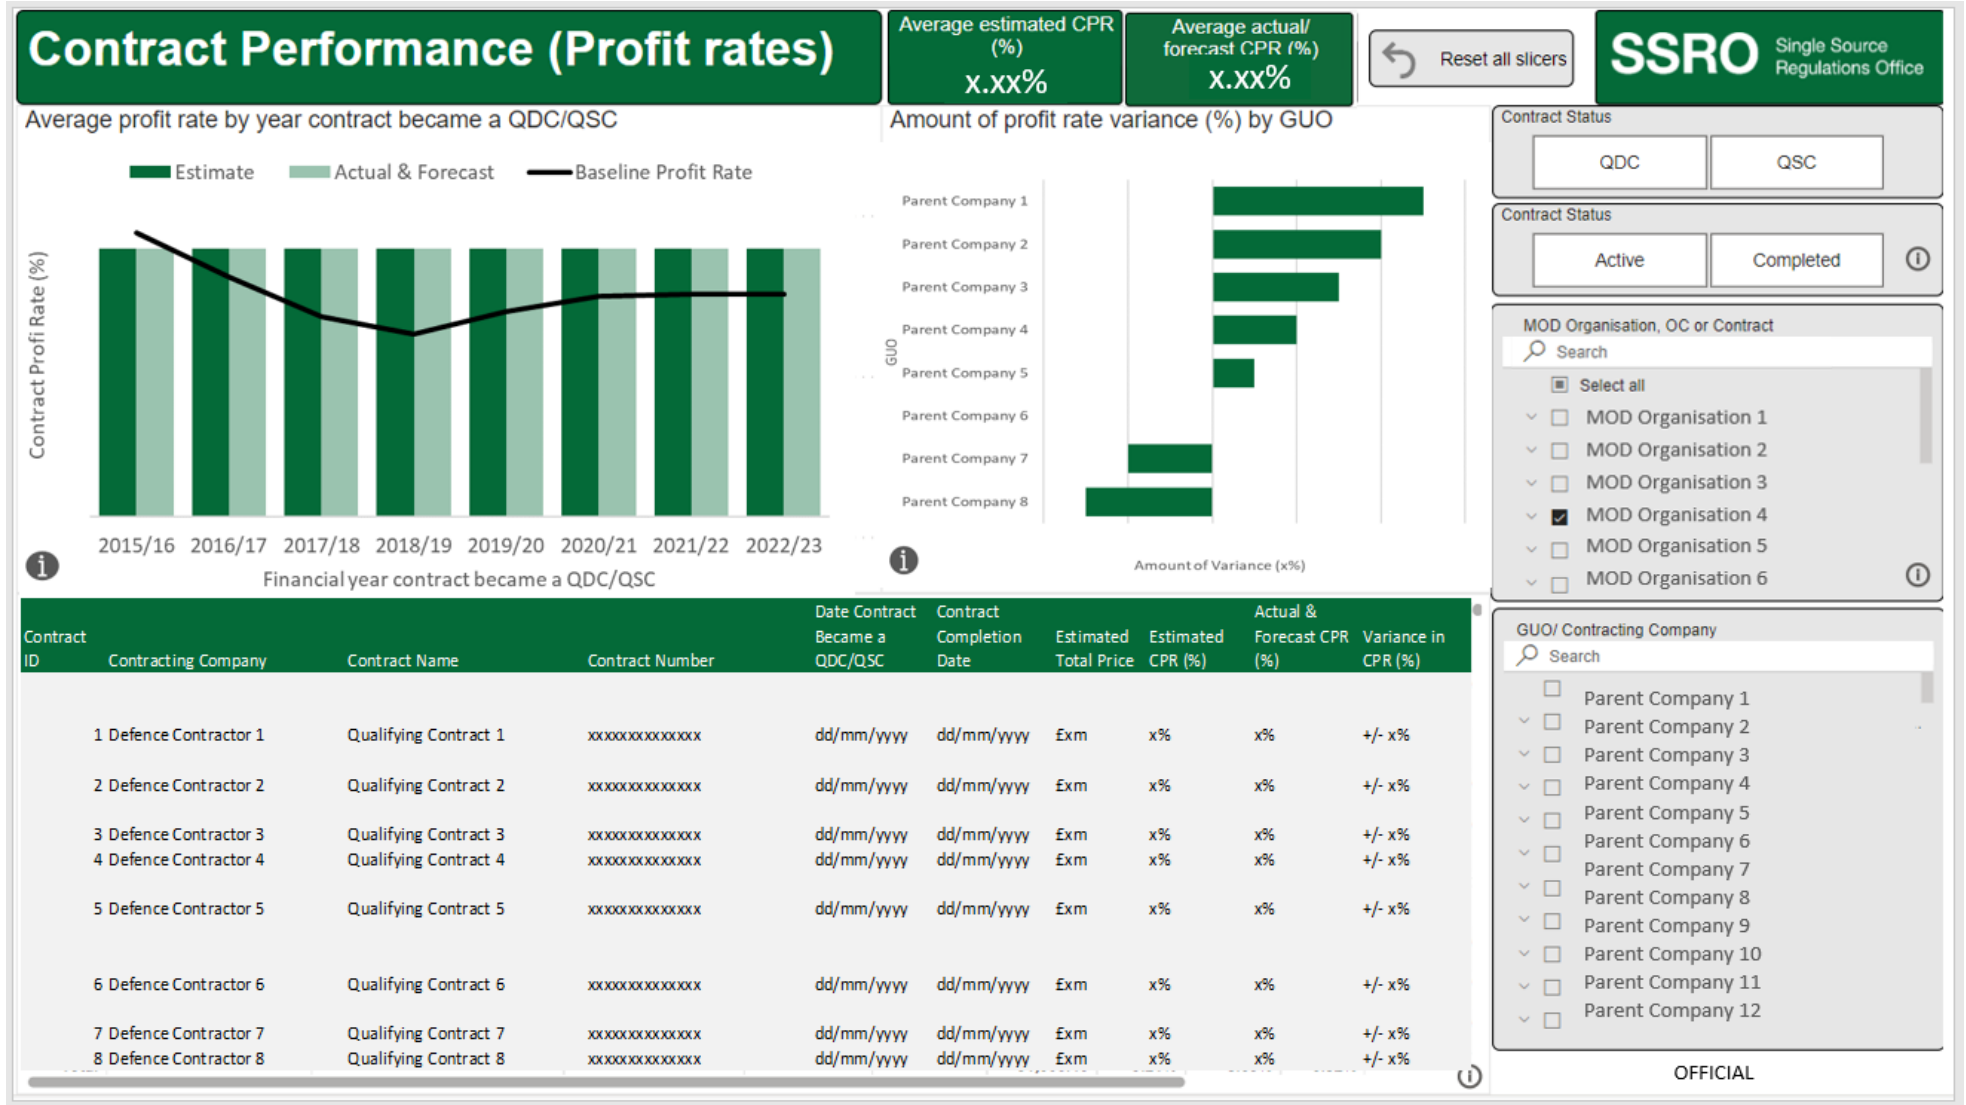 Contract Performance (Profit rates)
Average estimated CPR
(%)
x.xx%
Average actual/
forecast CPR (%)
x.xx%
Reset all slicers
SSRO
Single Source
Regulations Office
Average profit rate by year contract became a QDC/QSC
Estimate Actual & Forecast Baseline Profit Rate
Contract Profi Rate (%)
2015/16 2016/17 2017/18 2018/19 2019/20 2020/21 2021/22 2022/23
Financial year contract became a QDC/QSC
Amount of profit rate variance (%) by GUO
GUO
Parent Company 1
Parent Company 2
Parent Company 3
Parent Company 4
Parent Company 5
Parent Company 6
Parent Company 7
Parent Company 8
Amount of Variance (x%)
Contract Status
QDC QSC
Contract Status
Active Completed
MOD Organisation, OC or Contract
Search
Select all
MOD Organisation 1
MOD Organisation 2
MOD Organisation 3
MOD Organisation 4
MOD Organisation 5
MOD Organisation 6
GUO/ Contracting Company
Search
Parent Company 1
Parent Company 2
Parent Company 3
Parent Company 4
Parent Company 5
Parent Company 6
Parent Company 7
Parent Company 8
Parent Company 9
Parent Company 10
Parent Company 11
Parent Company 12
OFFICIAL
Date Contract Contract Actual &
Contract Became a Completion Estimated Estimated Forecast CPR Variance in
ID Contracting Company Contract Name Contract Number QDC/QSC Date Total Price CPR (%) (%) CPR (%)
1 Defence Contractor 1 Qualifying Contract 1 xxxxxxxxxxxxxx dd/mm/yyyy dd/mm/yyyy £xm x% x% +/- x%
2 Defence Contractor 2 Qualifying Contract 2 xxxxxxxxxxxxxx dd/mm/yyyy dd/mm/yyyy £xm x% x% +/- x%
3 Defence Contractor 3 Qualifying Contract 3 xxxxxxxxxxxxxx dd/mm/yyyy dd/mm/yyyy £xm x% x% +/- x%
4 Defence Contractor 4 Qualifying Contract 4 xxxxxxxxxxxxxx dd/mm/yyyy dd/mm/yyyy £xm x% x% +/- x%
5 Defence Contractor 5 Qualifying Contract 5 xxxxxxxxxxxxxx dd/mm/yyyy dd/mm/yyyy £xm x% x% +/- x%
6 Defence Contractor 6 Qualifying Contract 6 xxxxxxxxxxxxxx dd/mm/yyyy dd/mm/yyyy £xm x% x% +/- x%
7 Defence Contractor 7 Qualifying Contract 7 xxxxxxxxxxxxxx dd/mm/yyyy dd/mm/yyyy £xm x% x% +/- x%
8 Defence Contractor 8 Qualifying Contract 8 xxxxxxxxxxxxxx dd/mm/yyyy dd/mm/yyyy £xm x% x% +/- x%